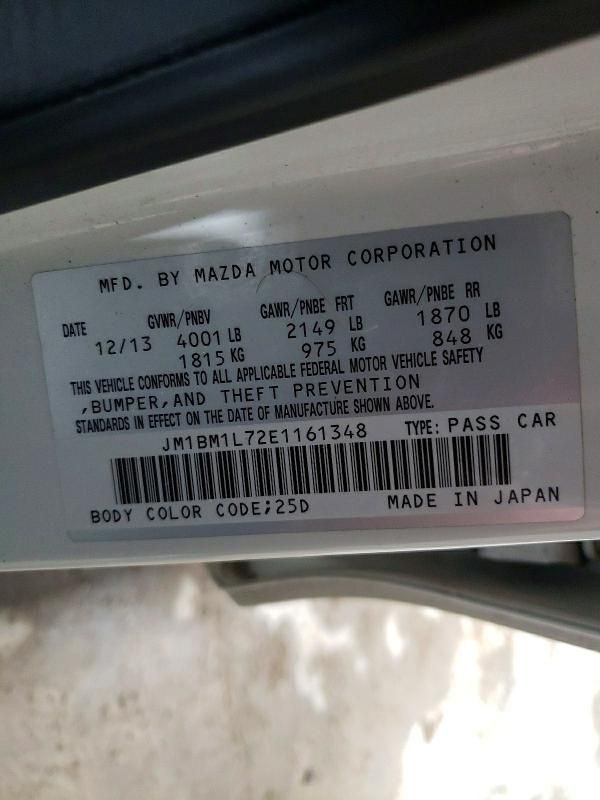 MFD. BY MAZDA MOTOR CORPORATION
DATE GVWR/PNBV GAWR/PNBE FRT GAWR/PNBE RR
12/13 4001 LB 2149 LB 1870 LB
1815 KG 975 KG 848 KG
THIS VEHICLE CONFORMS TO ALL APPLICABLE FEDERAL MOTOR VEHICLE SAFETY
,BUMPER,AND THEFT PREVENTION
STANDARDS IN EFFECT ON THE DATE OF MANUFACTURE SHOWN ABOVE.
JM1BM1L72E1161348 TYPE: PASS CAR
BODY COLOR CODE;25D MADE IN JAPAN